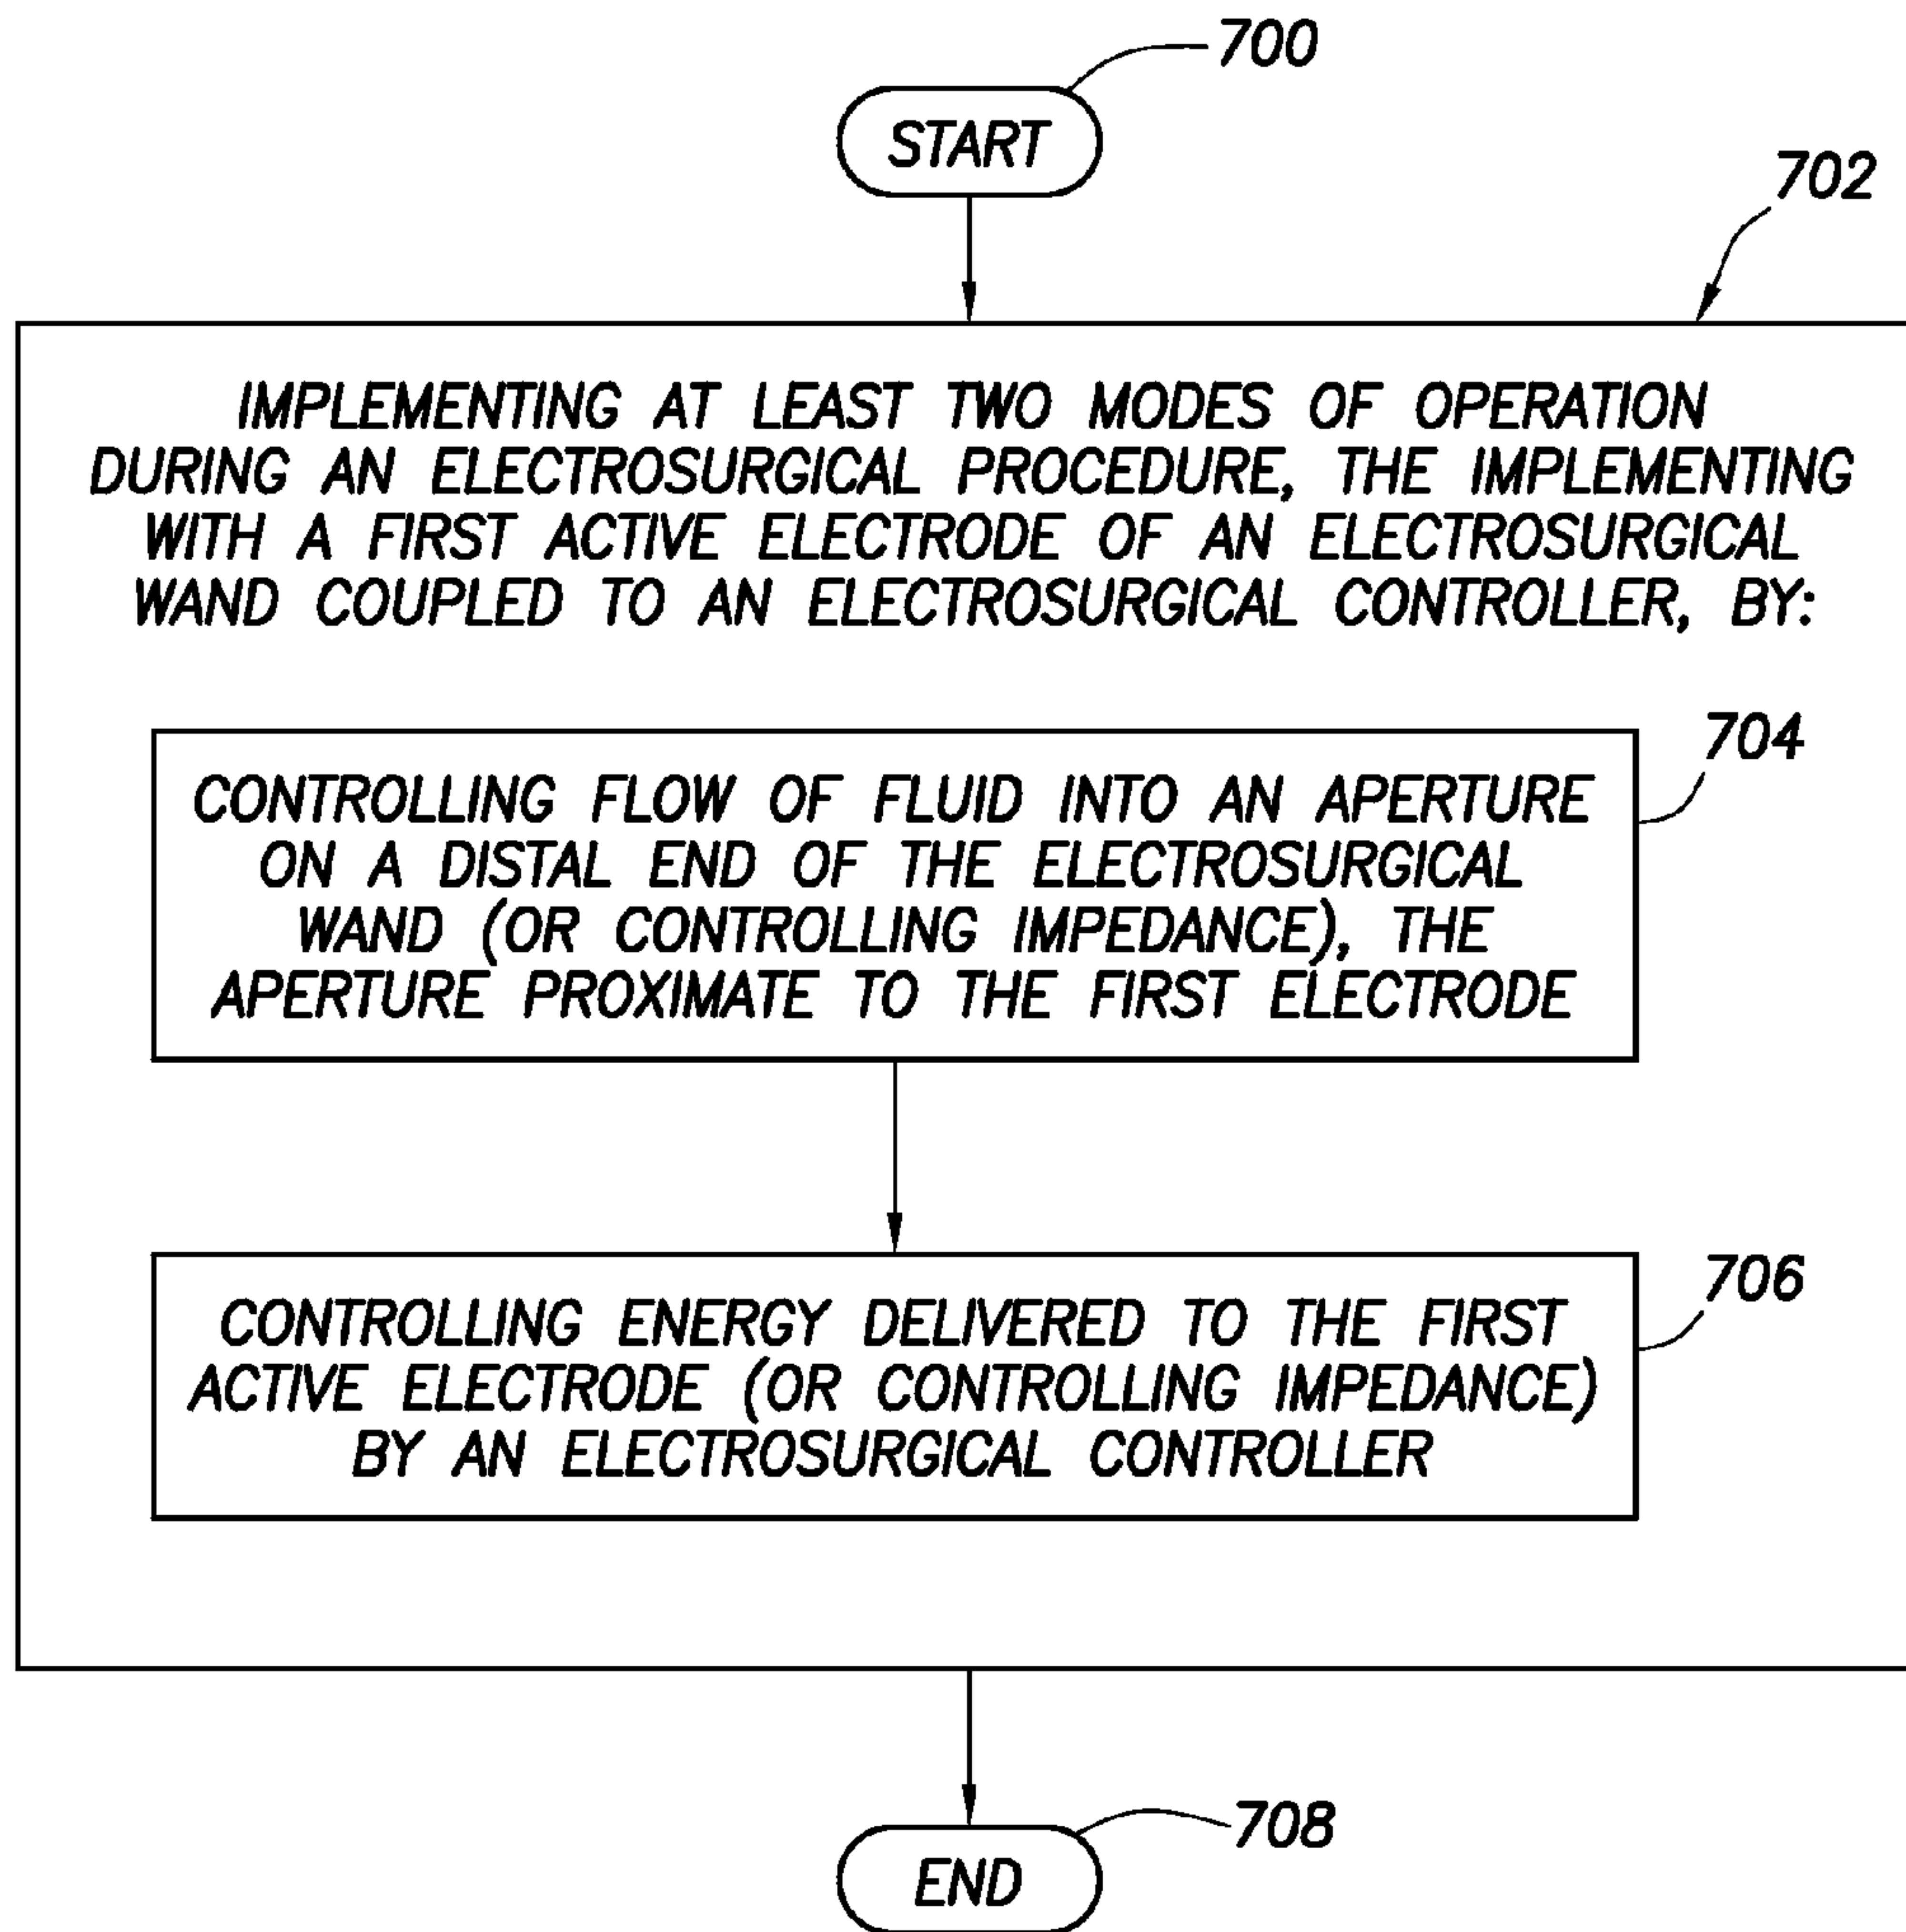 700
START
702
IMPLEMENTING AT LEAST TWO MODES OF OPERATION
DURING AN ELECTROSURGICAL PROCEDURE, THE IMPLEMENTING
WITH A FIRST ACTIVE ELECTRODE OF AN ELECTROSURGICAL
WAND COUPLED TO AN ELECTROSURGICAL CONTROLLER, BY:
704
CONTROLLING FLOW OF FLUID INTO AN APERTURE
ON A DISTAL END OF THE ELECTROSURGICAL
WAND (OR CONTROLLING IMPEDANCE), THE
APERTURE PROXIMATE TO THE FIRST ELECTRODE
706
CONTROLLING ENERGY DELIVERED TO THE FIRST
ACTIVE ELECTRODE (OR CONTROLLING IMPEDANCE)
BY AN ELECTROSURGICAL CONTROLLER
708
END